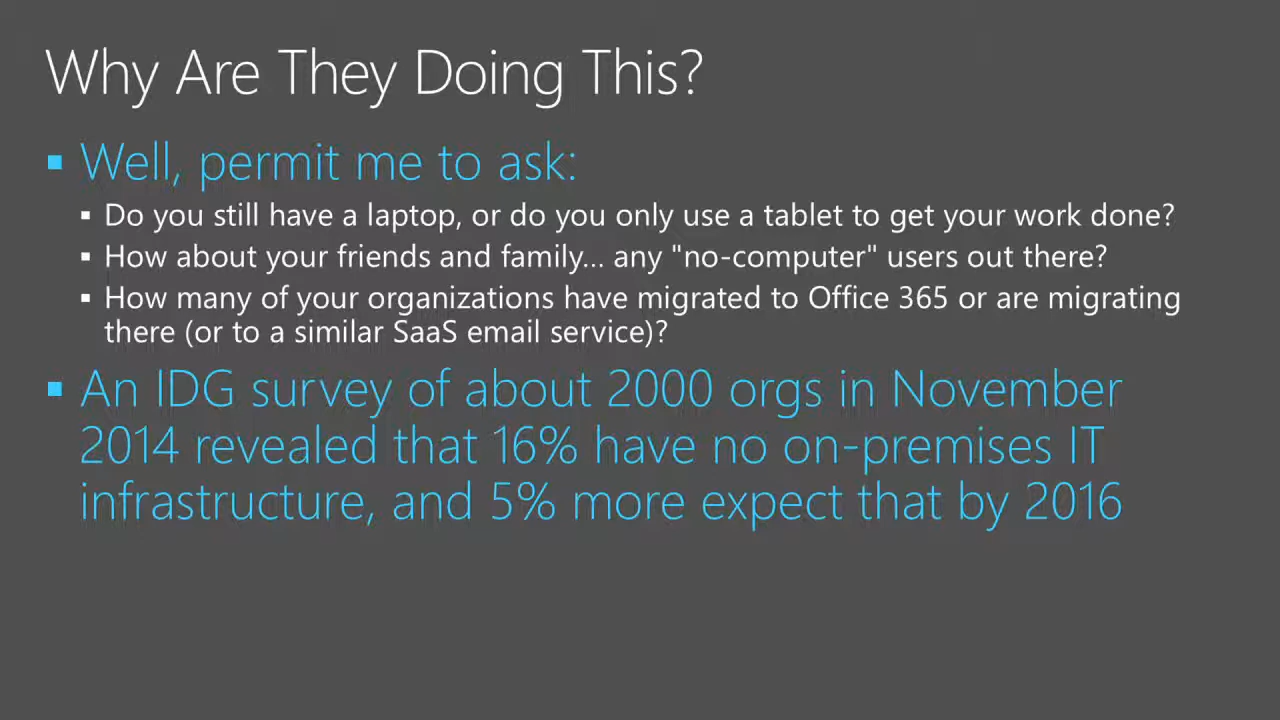 Why Are They Doing This?
▪ Well, permit me to ask:
▪ Do you still have a laptop, or do you only use a tablet to get your work done?
▪ How about your friends and family... any "no-computer" users out there?
▪ How many of your organizations have migrated to Office 365 or are migrating
there (or to a similar SaaS email service)?
▪ An IDG survey of about 2000 orgs in November
2014 revealed that 16% have no on-premises IT
infrastructure, and 5% more expect that by 2016